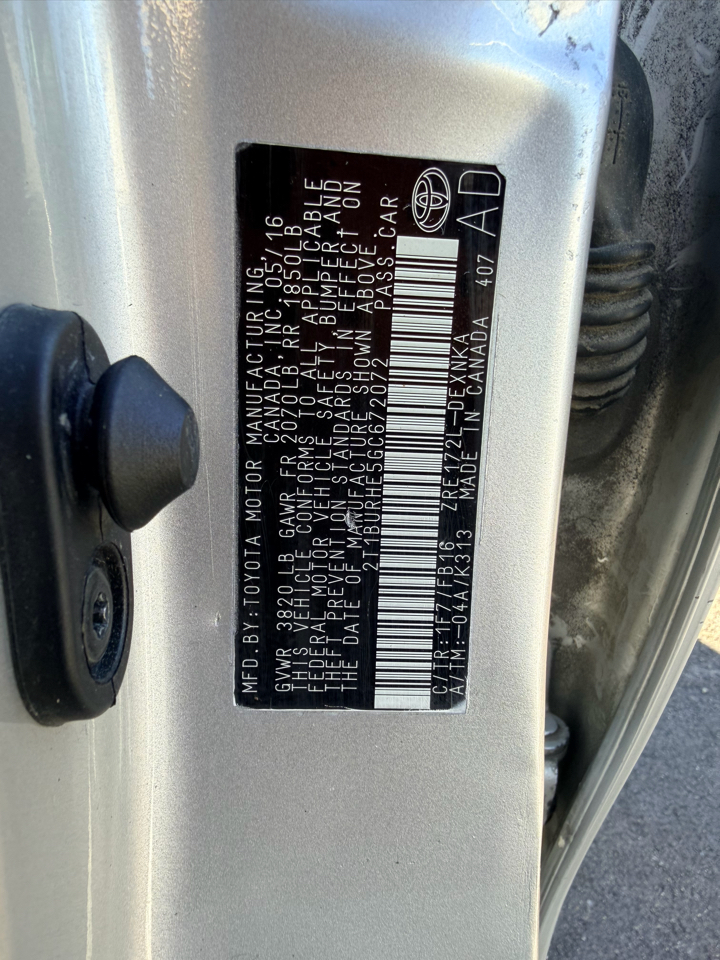 MFD.BY:TOYOTA MOTOR MANUFACTURING
CANADA,INC. 05/16
GVWR 3820LB GAWR FR 2070LB RR 1850LB
THIS VEHICLE CONFORMS TO ALL APPLICABLE
FEDERAL MOTOR VEHICLE SAFETY, BUMPER, AND
THEFT PREVENTION STANDARDS IN EFFECT ON
THE DATE OF MANUFACTURE SHOWN ABOVE.
2T1BURHE5GC672072 PASS.CAR
C/TR:1F7/FB16 ZRE172L-DEXNKA
A/TM:-04A/K313 MADE IN CANADA 407 AD